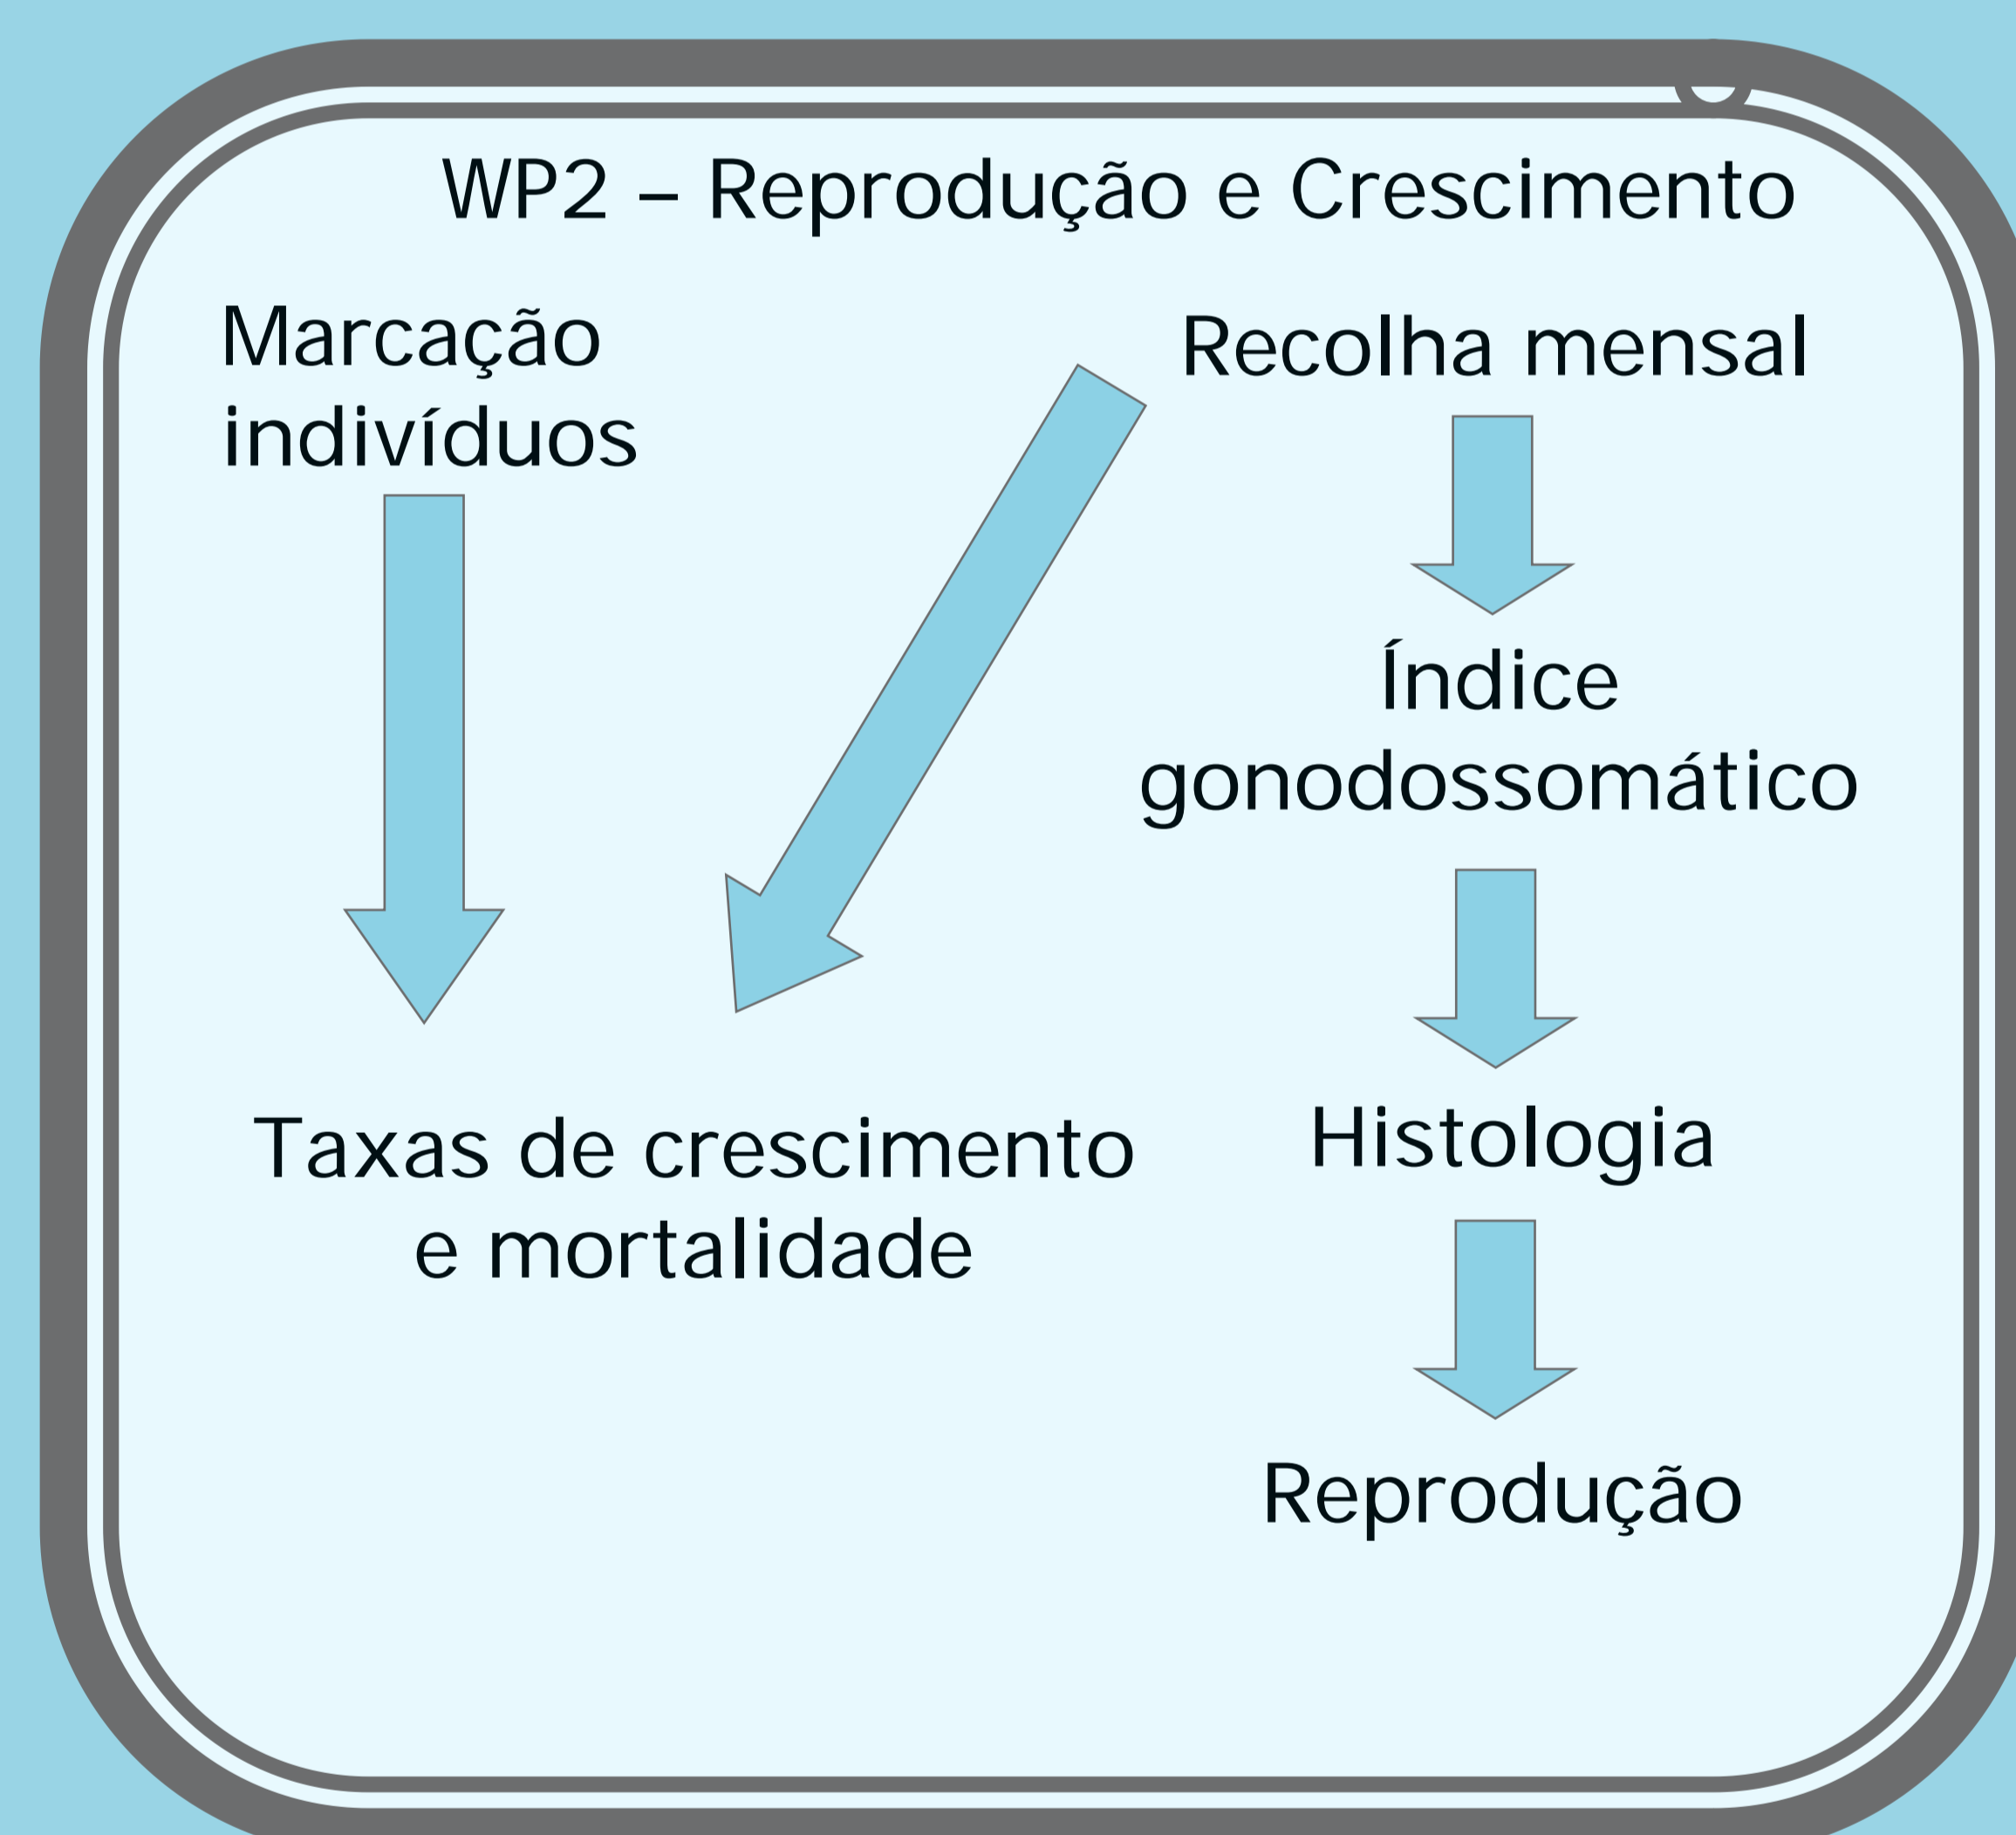 WP2 – Reprodução e Crescimento
Marcação
indivíduos
Recolha mensal
Índice
gonodossomático
Taxas de crescimento
e mortalidade
Histologia
Reprodução